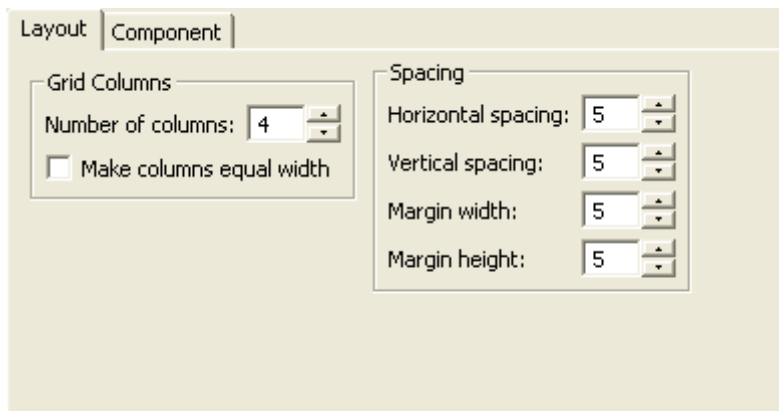 Layout
Component
Grid Columns
Number of columns: 4
Make columns equal width
Spacing
Horizontal spacing: 5
Vertical spacing: 5
Margin width: 5
Margin height: 5